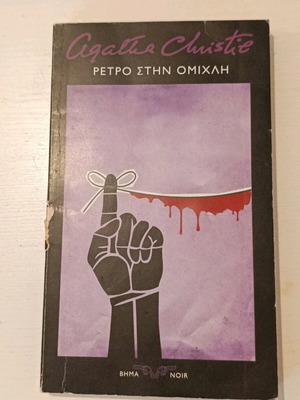 Agatha Christie
ΡΕΤΡΟ ΣΤΗΝ ΟΜΙΧΛΗ
ΒΗΜΑ NOIR